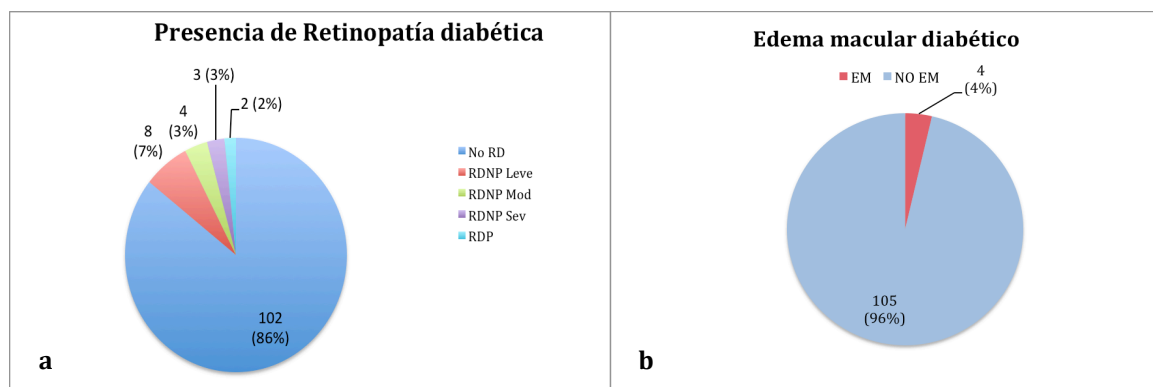 Presencia de Retinopatía diabética
3 (3%)
2 (2%)
4
(3%)
8
(7%)
No RD
RDNP Leve
RDNP Mod
RDNP Sev
RDP
102
(86%)
a
Edema macular diabético
EM NO EM
4
(4%)
105
(96%)
b